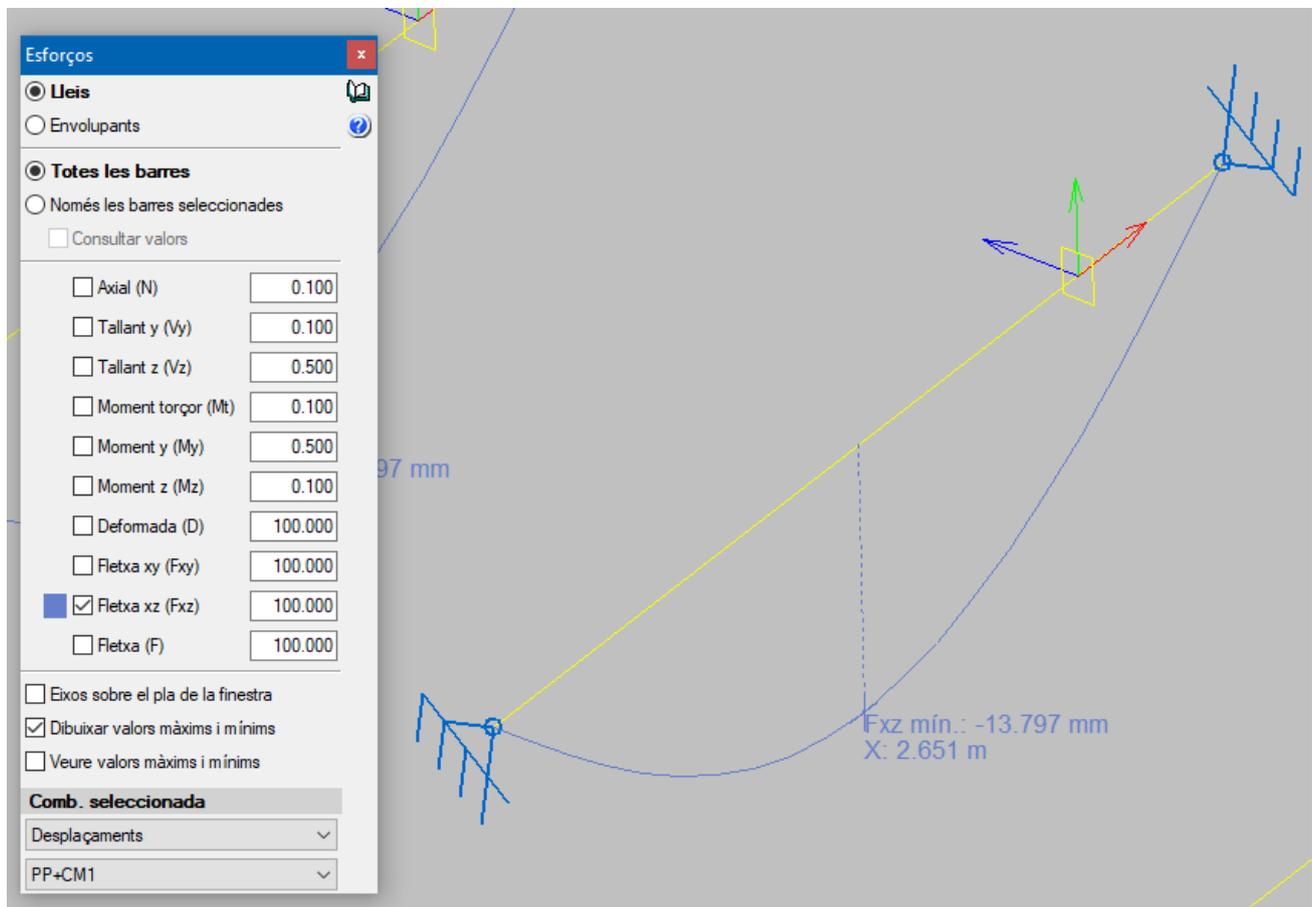 Esforços
x
Lleis
Envolupants
?
Totes les barres
Només les barres seleccionades
Consultar valors
Axial (N) 0.100
Tallant y (Vy) 0.100
Tallant z (Vz) 0.500
Moment torçor (Mt) 0.100
Moment y (My) 0.500
Moment z (Mz) 0.100
Deformada (D) 100.000
Fletxa xy (Fxy) 100.000
Fletxa xz (Fxz) 100.000
Fletxa (F) 100.000
Eixos sobre el pla de la finestra
Dibuixar valors màxims i mínims
Veure valors màxims i mínims
Comb. seleccionada
Desplaçaments
PP+CM1
97 mm
Fxz mín.: -13.797 mm
X: 2.651 m